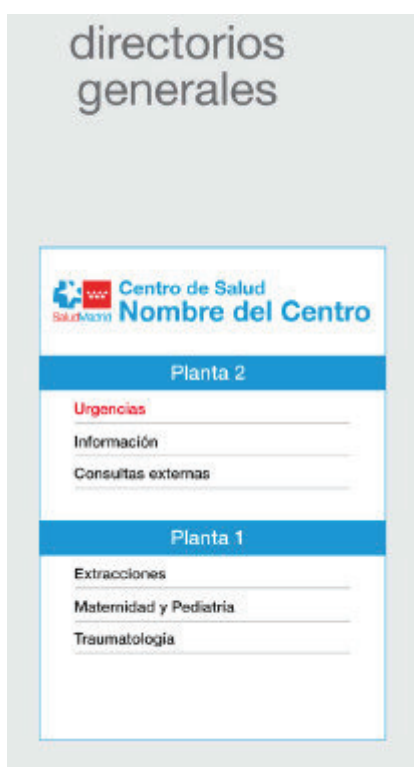 directorios
generales
SaludMadrid
Centro de Salud
Nombre del Centro
Planta 2
Urgencias
Información
Consultas externas
Planta 1
Extracciones
Maternidad y Pediatría
Traumatología